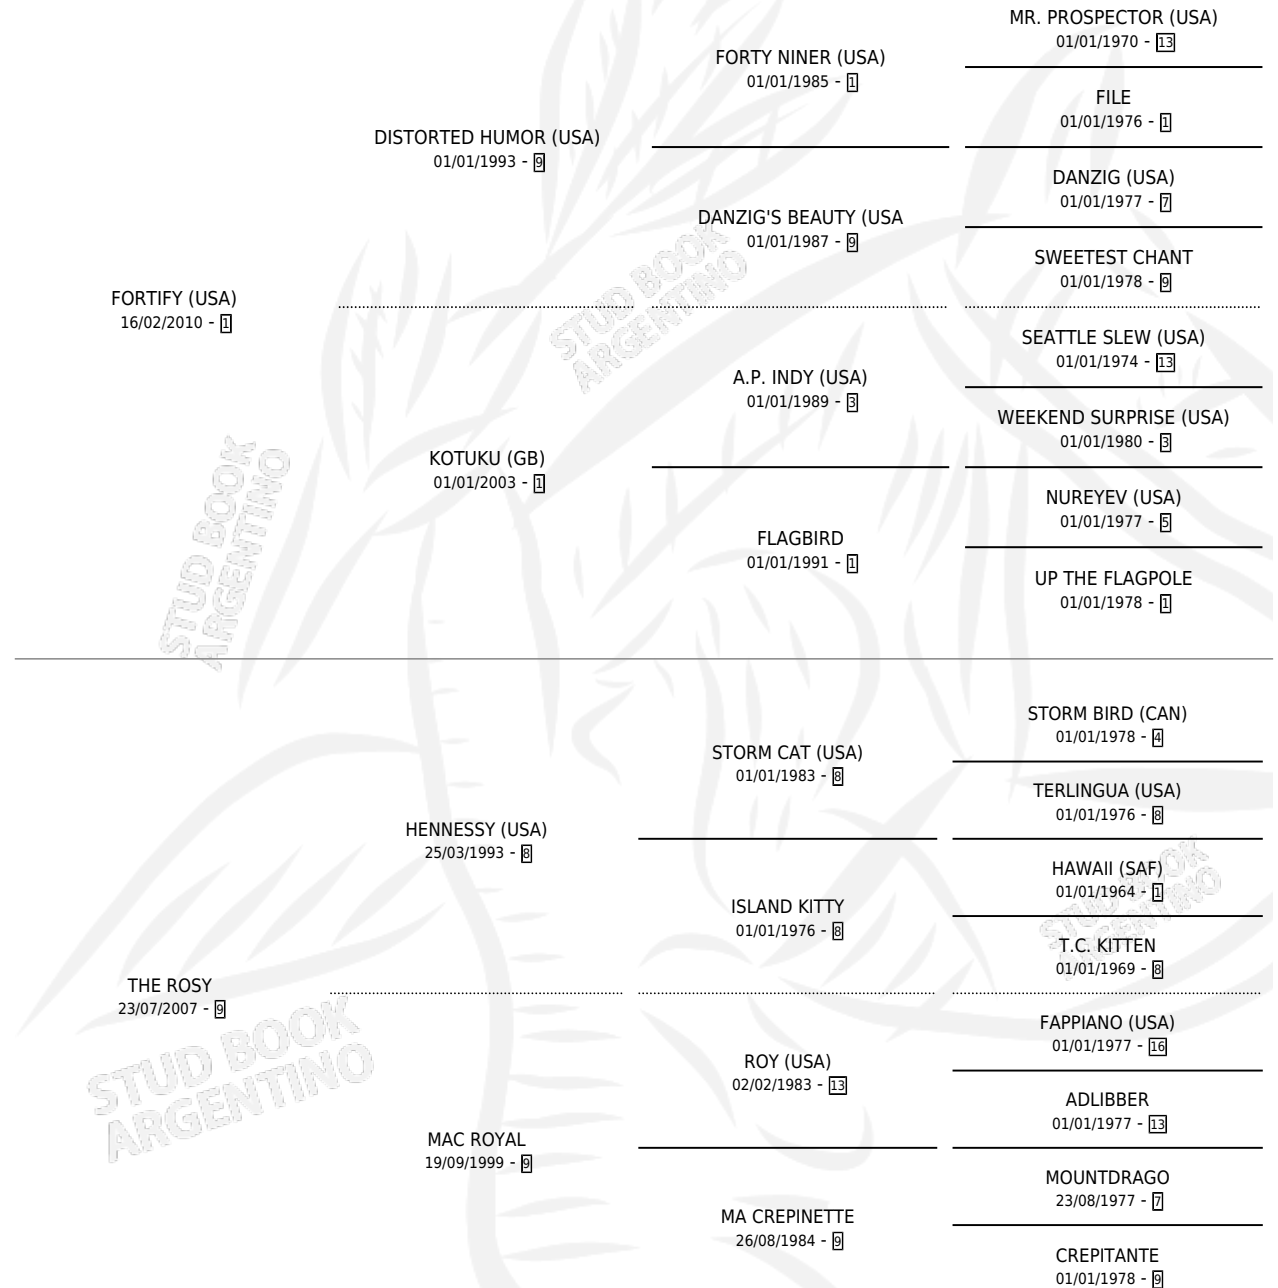 MR. PROSPECTOR (USA)
01/01/1970 - 13
FORTY NINER (USA)
01/01/1985 - 1
FILE
01/01/1976 - 1
DISTORTED HUMOR (USA)
01/01/1993 - 9
DANZIG (USA)
01/01/1977 - 7
DANZIG'S BEAUTY (USA
01/01/1987 - 9
SWEETEST CHANT
01/01/1978 - 9
FORTIFY (USA)
16/02/2010 - 1
STUD BOOK
ARGENTINO
SEATTLE SLEW (USA)
01/01/1974 - 13
A.P. INDY (USA)
01/01/1989 - 3
WEEKEND SURPRISE (USA)
01/01/1980 - 3
KOTUKU (GB)
01/01/2003 - 1
NUREYEV (USA)
01/01/1977 - 5
FLAGBIRD
01/01/1991 - 1
UP THE FLAGPOLE
01/01/1978 - 1
STUD BOOK
ARGENTINO
STORM BIRD (CAN)
01/01/1978 - 4
STORM CAT (USA)
01/01/1983 - 8
TERLINGUA (USA)
01/01/1976 - 8
HENNESSY (USA)
25/03/1993 - 8
HAWAII (SAF)
01/01/1964 - 1
ISLAND KITTY
01/01/1976 - 8
STUD BOOK
ARGENTINO
T.C. KITTEN
01/01/1969 - 8
THE ROSY
23/07/2007 - 9
STUD BOOK
ARGENTINO
FAPPIANO (USA)
01/01/1977 - 16
ROY (USA)
02/02/1983 - 13
ADLIBBER
01/01/1977 - 13
MAC ROYAL
19/09/1999 - 9
MOUNTDRAGO
23/08/1977 - 7
MA CREPINETTE
26/08/1984 - 9
CREPITANTE
01/01/1978 - 9